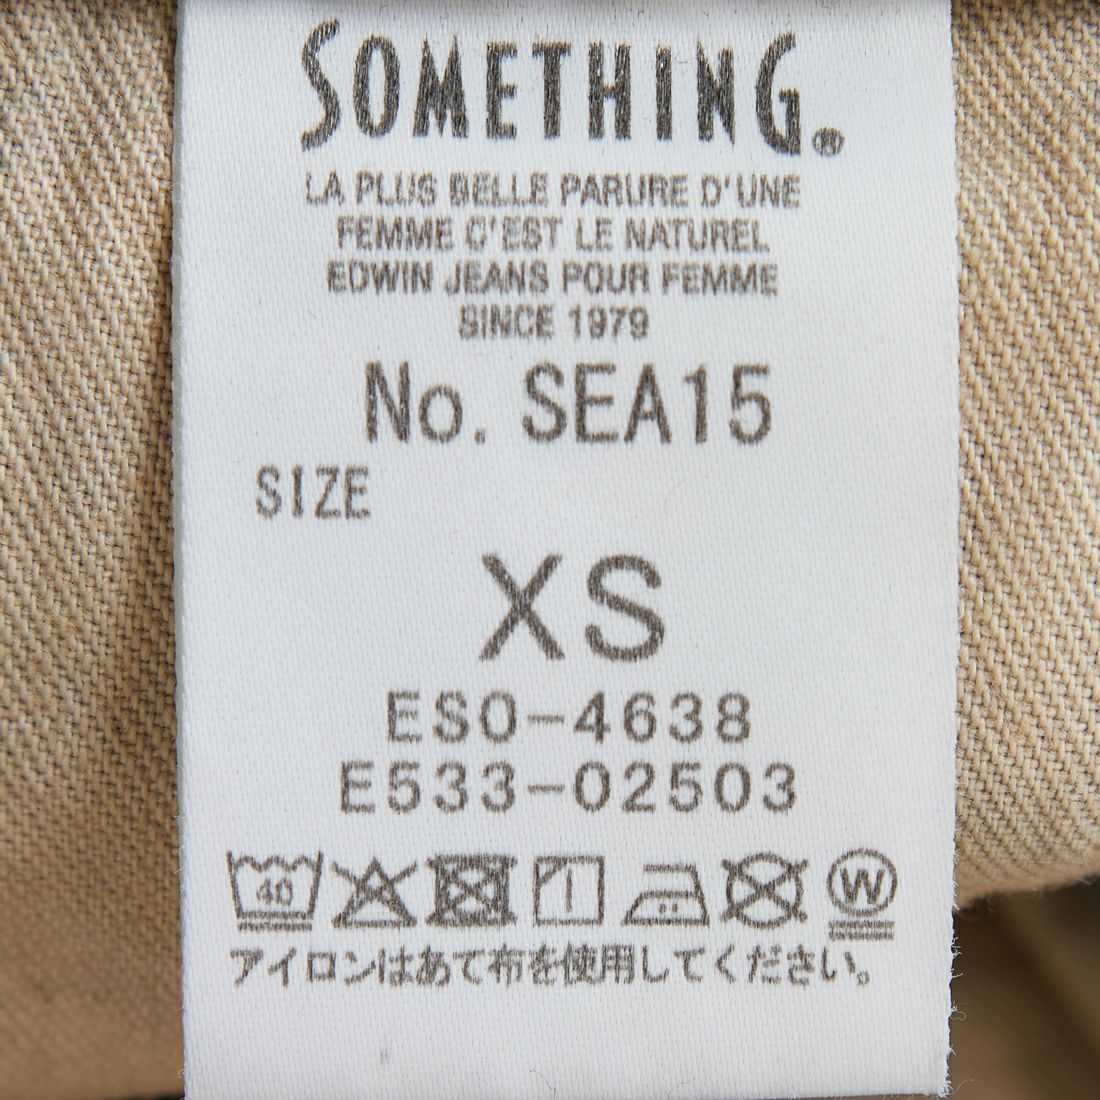 SOMETHING®
LA PLUS BELLE PARURE D'UNE
FEMME C'EST LE NATUREL
EDWIN JEANS POUR FEMME
SINCE 1979
No. SEA15
SIZE
XS
ESO-4638
E533-02503
40
W
アイロンはあて布を使用してください。